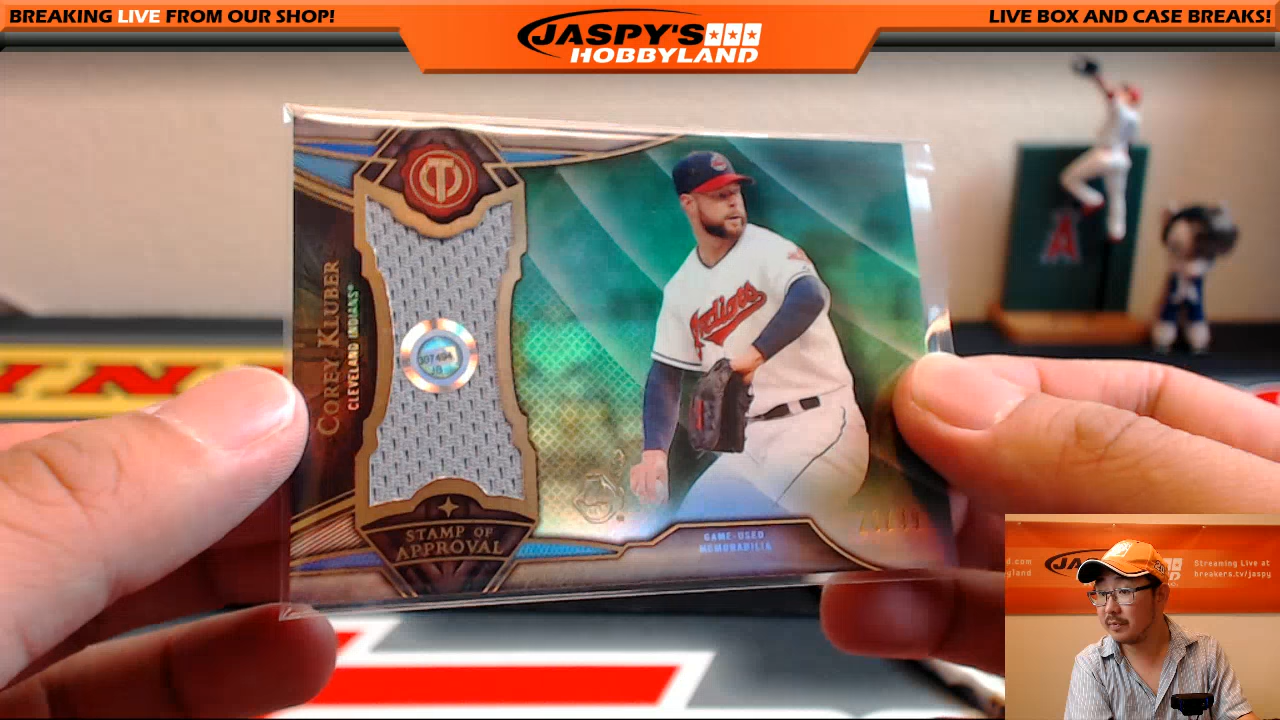 BREAKING LIVE FROM OUR SHOP!
JASPY'S
HOBBYLAND
LIVE BOX AND CASE BREAKS!
T
COREY KLUBER
CLEVELAND INDIANS®
JB
Indians
STAMP OF
APPROVAL
GAME-USED
MEMORABILIA
A
Streaming Live at
breakers.tv/jaspy